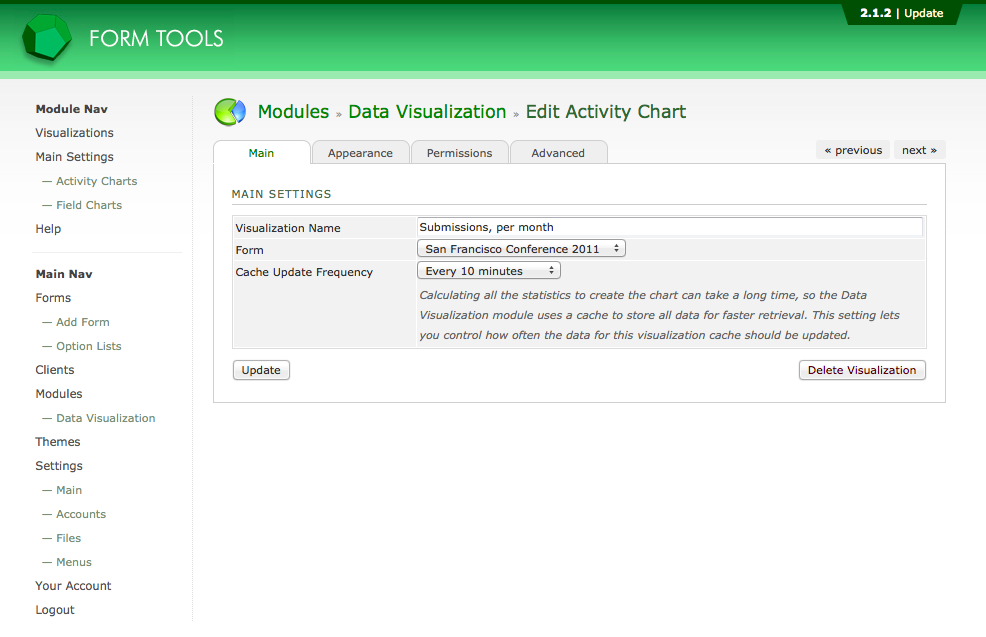 2.1.2 | Update
FORM TOOLS
Module Nav
Visualizations
Main Settings
— Activity Charts
— Field Charts
Help
Main Nav
Forms
— Add Form
— Option Lists
Clients
Modules
— Data Visualization
Themes
Settings
— Main
— Accounts
— Files
— Menus
Your Account
Logout
Modules » Data Visualization » Edit Activity Chart
Main Appearance Permissions Advanced « previous next »
MAIN SETTINGS
Visualization Name Submissions, per month
Form San Francisco Conference 2011
Cache Update Frequency Every 10 minutes
Calculating all the statistics to create the chart can take a long time, so the Data
Visualization module uses a cache to store all data for faster retrieval. This setting lets
you control how often the data for this visualization cache should be updated.
Update Delete Visualization